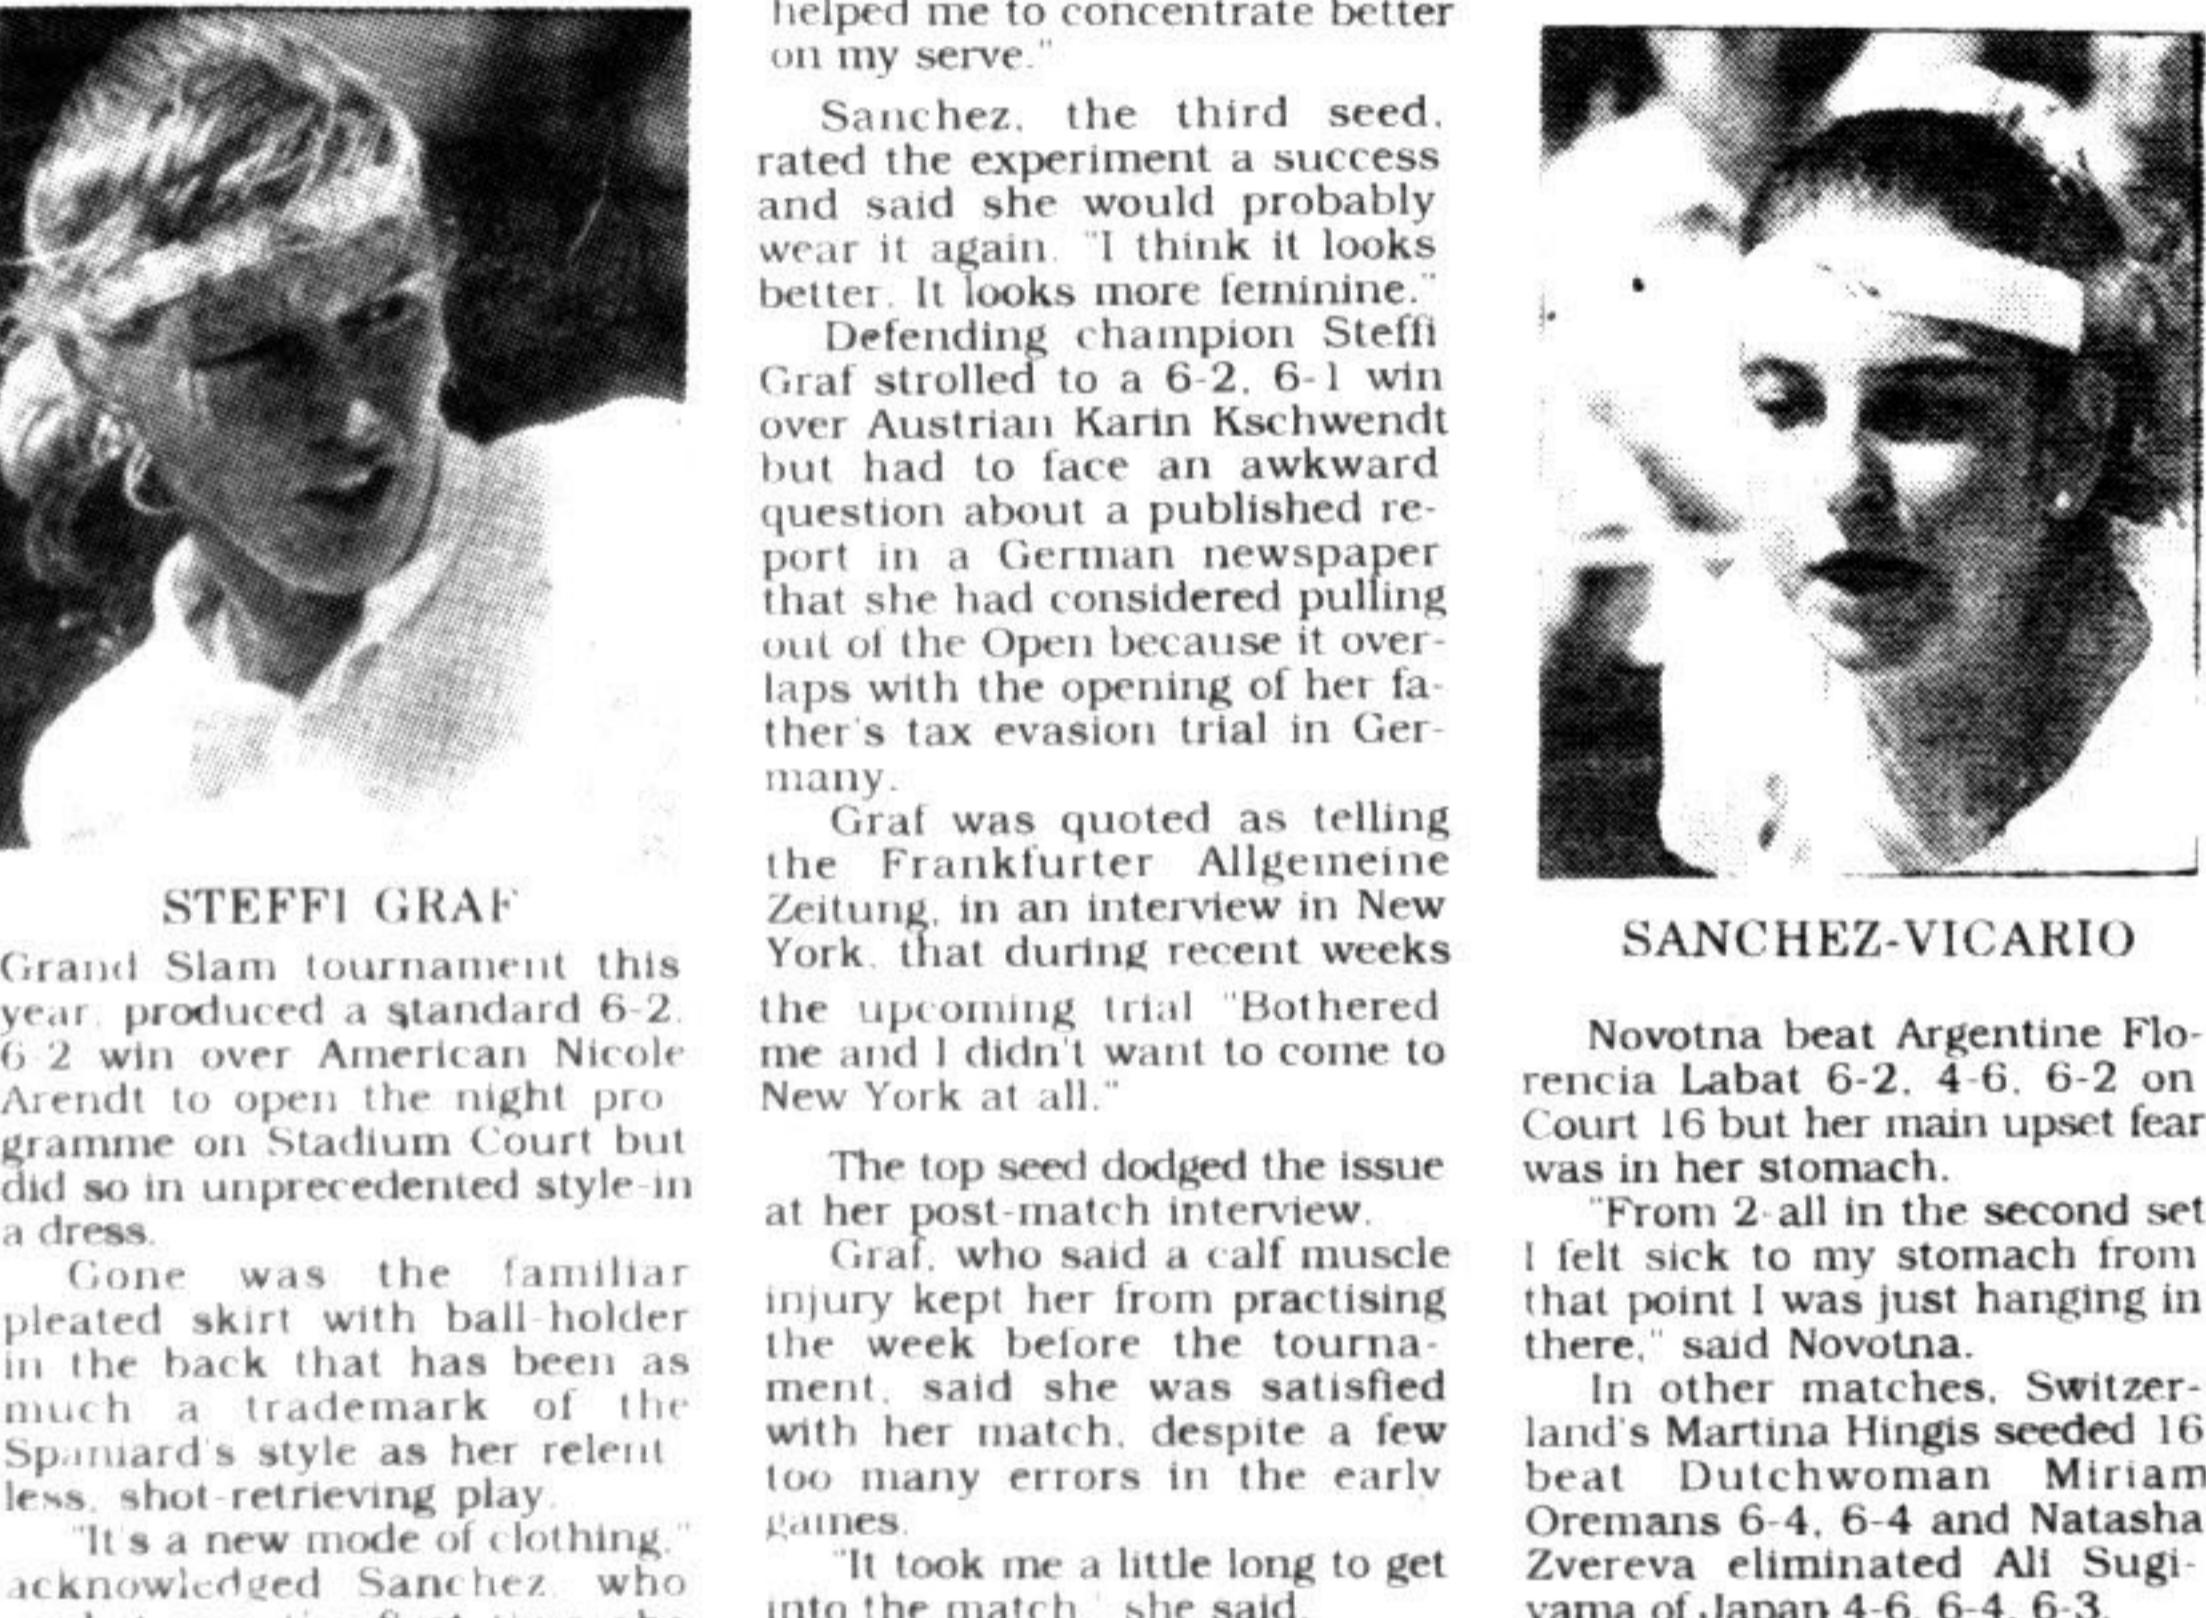 STEFFI GRAF
Grand Slam tournament this
year, produced a standard 6-2,
6-2 win over American Nicole
Arendt to open the night pro
gramme on Stadium Court but
did so in unprecedented style-in
a dress.
Gone was the familiar
pleated skirt with ball-holder
in the back that has been as
much a trademark of the
Spaniard's style as her relent
less, shot-retrieving play.
"It's a new mode of clothing,"
acknowledged Sanchez, who
helped me to concentrate better
on my serve."
Sanchez, the third seed,
rated the experiment a success
and said she would probably
wear it again. "I think it looks
better. It looks more feminine."
Defending champion Steffi
Graf strolled to a 6-2, 6-1 win
over Austrian Karin Kschwendt
but had to face an awkward
question about a published re-
port in a German newspaper
that she had considered pulling
out of the Open because it over-
laps with the opening of her fa-
ther's tax evasion trial in Ger-
many.
Graf was quoted as telling
the Frankfurter Allgemeine
Zeitung, in an interview in New
York, that during recent weeks
the upcoming trial "Bothered
me and I didn't want to come to
New York at all."
The top seed dodged the issue
at her post-match interview.
Graf, who said a calf muscle
injury kept her from practising
the week before the tourna-
ment, said she was satisfied
with her match, despite a few
too many errors in the early
games.
"It took me a little long to get
into the match," she said.
SANCHEZ-VICARIO
Novotna beat Argentine Flo-
rencia Labat 6-2, 4-6, 6-2 on
Court 16 but her main upset fear
was in her stomach.
"From 2-all in the second set
I felt sick to my stomach from
that point I was just hanging in
there," said Novotna.
In other matches, Switzer-
land's Martina Hingis seeded 16
beat Dutchwoman Miriam
Oremans 6-4, 6-4 and Natasha
Zvereva eliminated Ali Sugi-
yama of Japan 4-6, 6-4, 6-3.